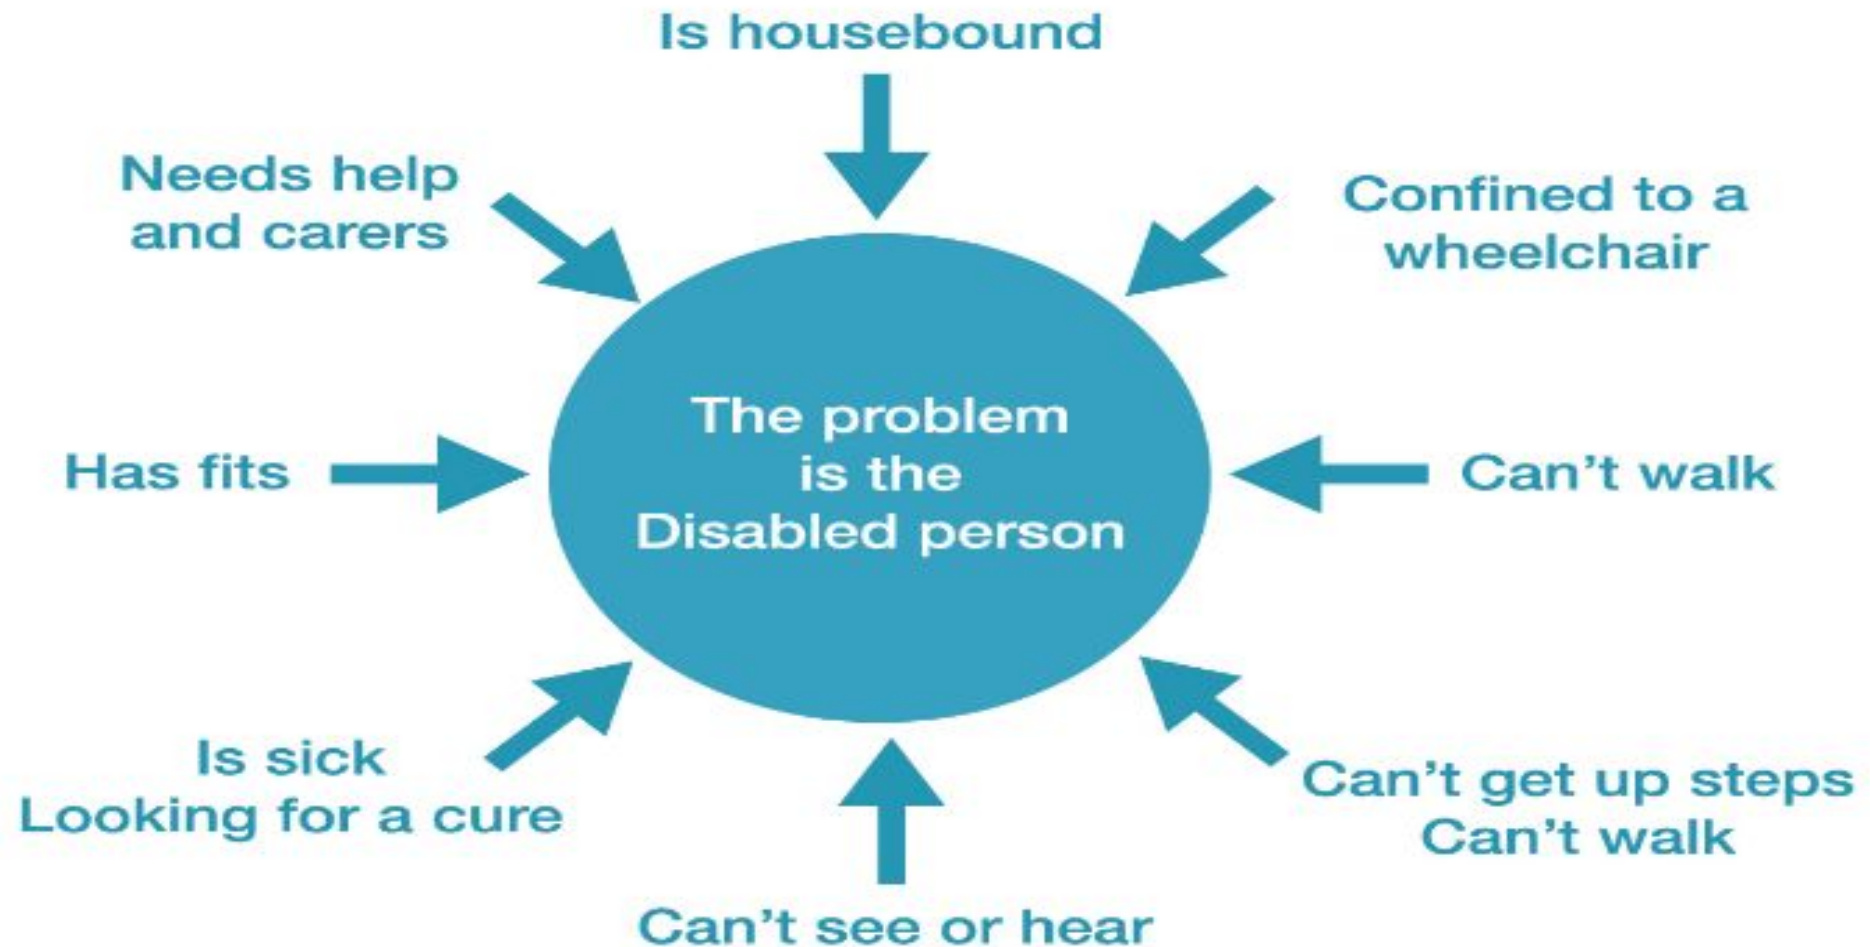 Is housebound
Needs help
and carers
Confined to a
wheelchair
The problem
is the
Disabled person
Has fits
Can't walk
Is sick
Looking for a cure
Can't get up steps
Can't walk
Can't see or hear